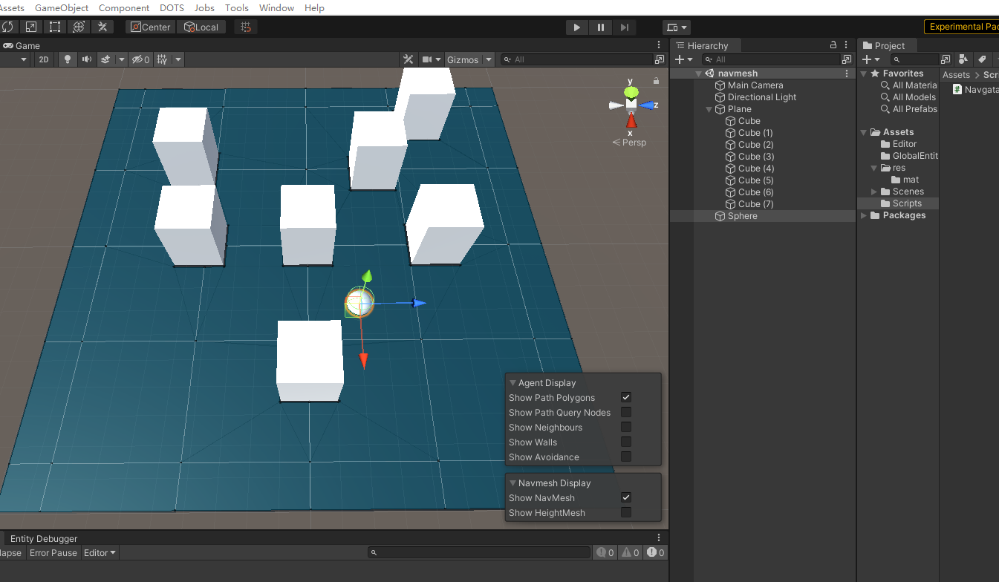 Assets GameObject Component DOTS Jobs Tools Window Help
Center Local Experimental Pac
Game
2D 0 Gizmos All
y
z
x
Persp
Agent Display
Show Path Polygons
Show Path Query Nodes
Show Neighbours
Show Walls
Show Avoidance
Navmesh Display
Show NavMesh
Show HeightMesh
Entity Debugger
lapse Error Pause Editor 0 0 0
Hierarchy
All
navmesh
Main Camera
Directional Light
Plane
Cube
Cube (1)
Cube (2)
Cube (3)
Cube (4)
Cube (5)
Cube (6)
Cube (7)
Sphere
Project
Favorites
All Materia
All Models
All Prefabs
Assets
Editor
GlobalEntit
res
mat
Scenes
Scripts
Packages
Assets > Scri
# Navgata